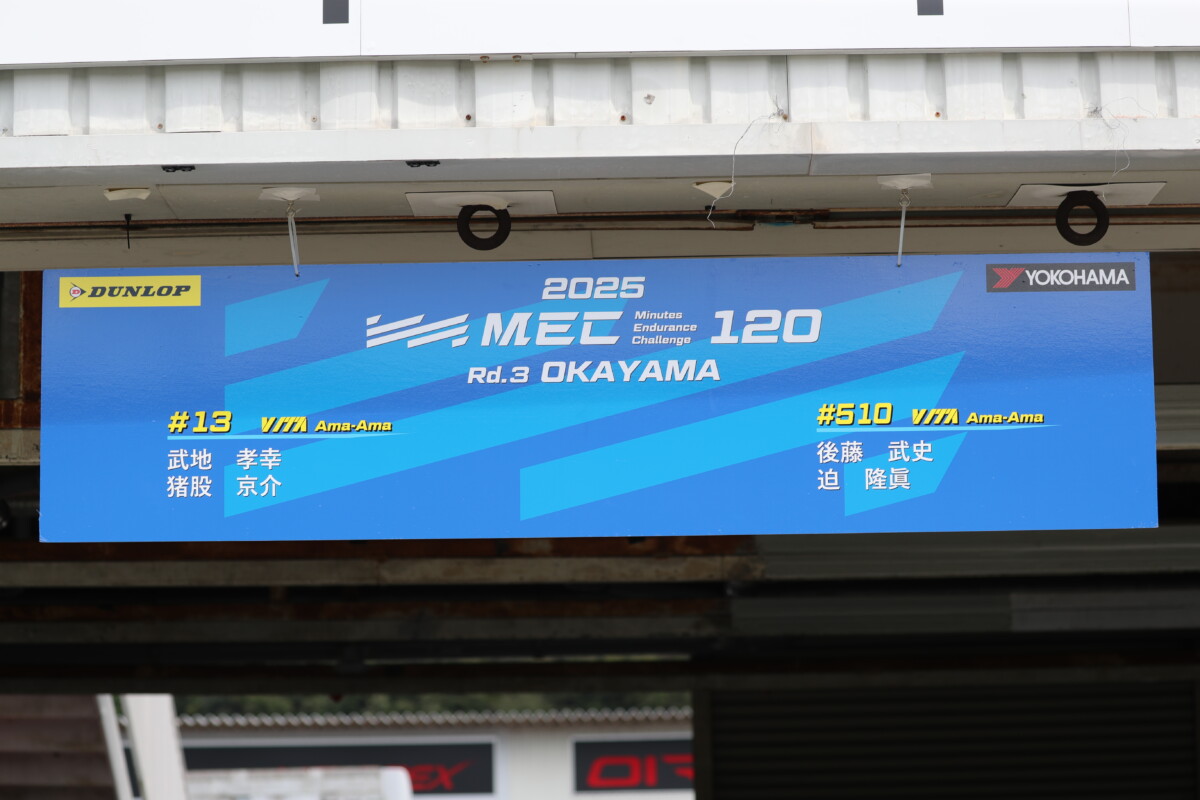 DUNLOP
YOKOHAMA
2025
MEC Minutes Endurance Challenge 120
Rd.3 OKAYAMA
#13 VITA Ama-Ama
武地 孝幸
猪股 京介
#510 VITA Ama-Ama
後藤 武史
迫 隆眞